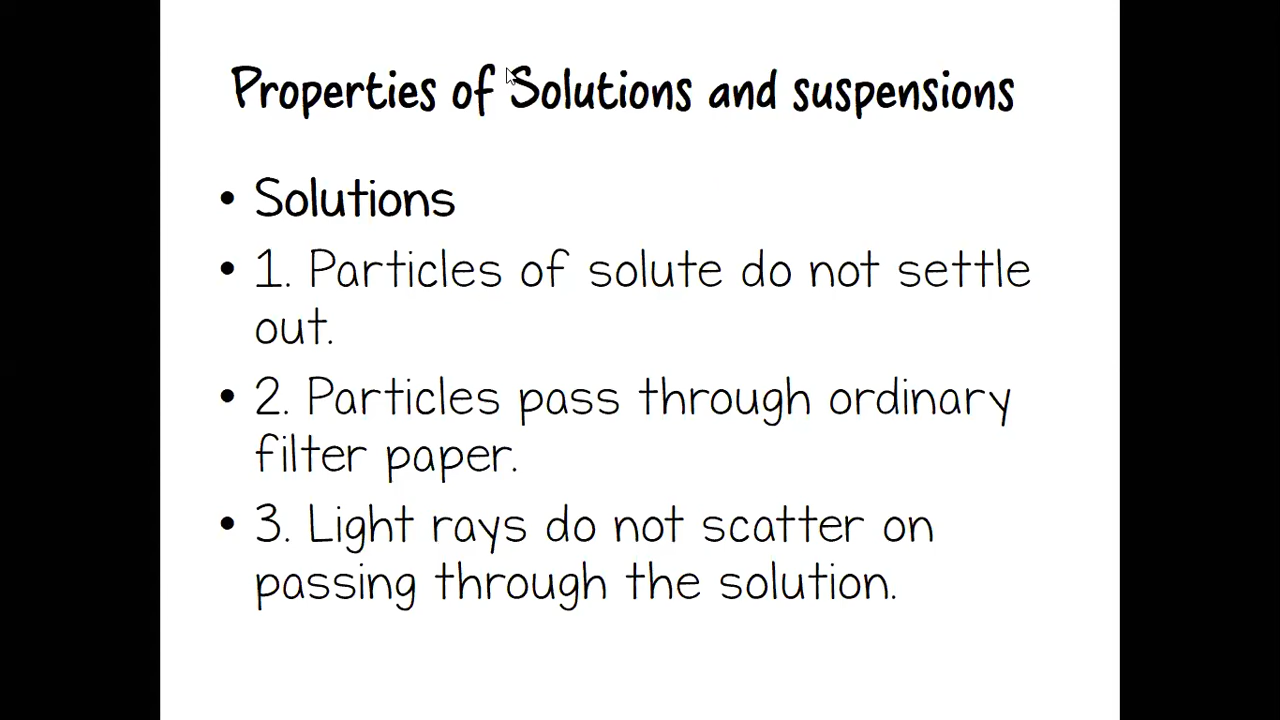 Properties of Solutions and suspensions
• Solutions
• 1. Particles of solute do not settle
out.
• 2. Particles pass through ordinary
filter paper.
• 3. Light rays do not scatter on
passing through the solution.